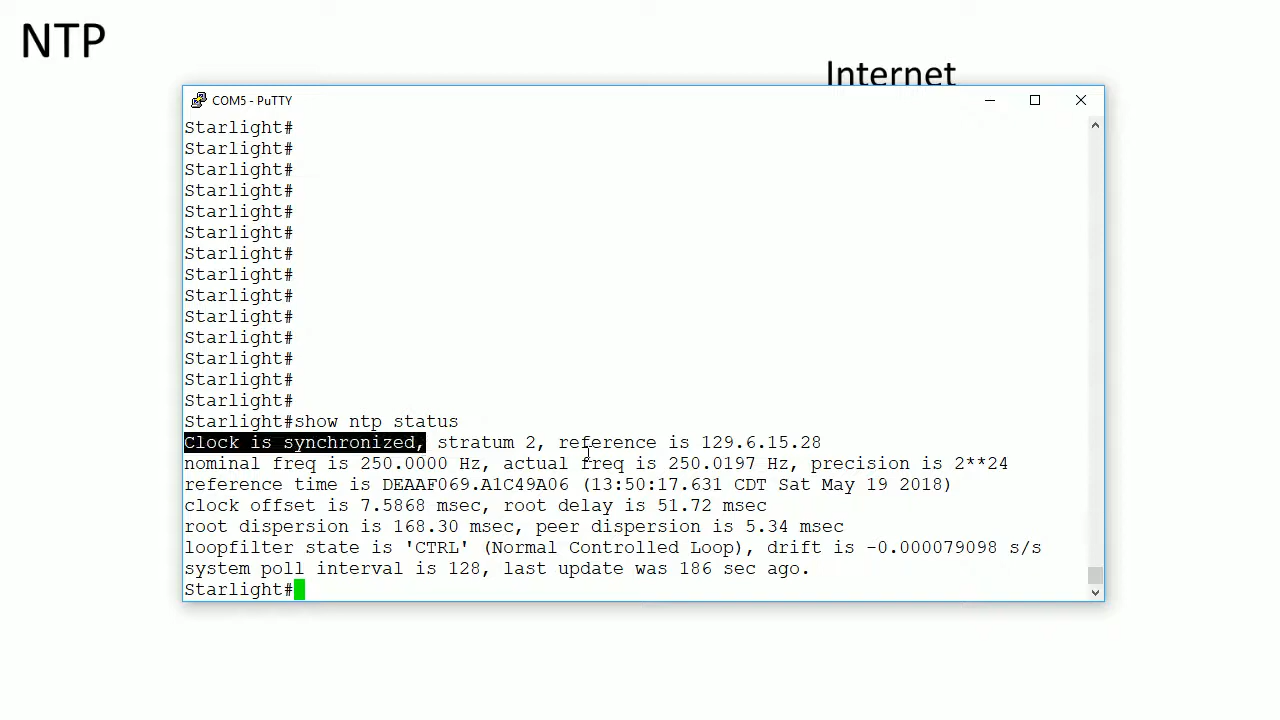 NTP
Internet
COM5 - PuTTY
Starlight#
Starlight#
Starlight#
Starlight#
Starlight#
Starlight#
Starlight#
Starlight#
Starlight#
Starlight#
Starlight#
Starlight#
Starlight#
Starlight#
Starlight#show ntp status
Clock is synchronized, stratum 2, reference is 129.6.15.28
nominal freq is 250.0000 Hz, actual freq is 250.0197 Hz, precision is 2**24
reference time is DEAAF069.A1C49A06 (13:50:17.631 CDT Sat May 19 2018)
clock offset is 7.5868 msec, root delay is 51.72 msec
root dispersion is 168.30 msec, peer dispersion is 5.34 msec
loopfilter state is 'CTRL' (Normal Controlled Loop), drift is -0.000079098 s/s
system poll interval is 128, last update was 186 sec ago.
Starlight#